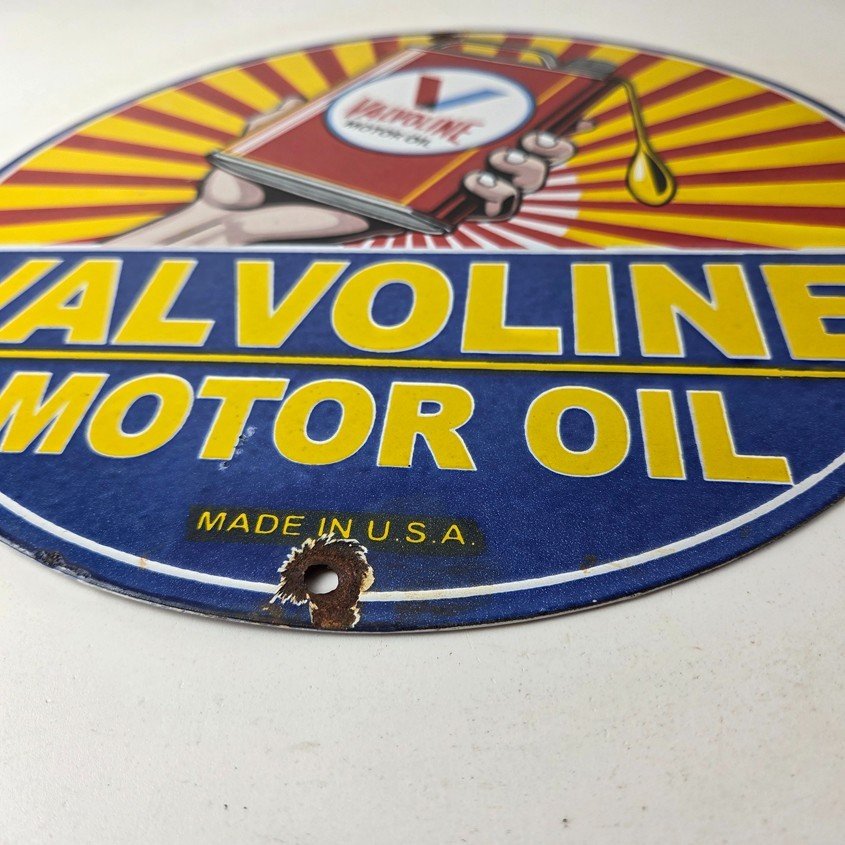 VALVOLINE
MOTOR OIL
VALVOLINE
MOTOR OIL
MADE IN U.S.A.